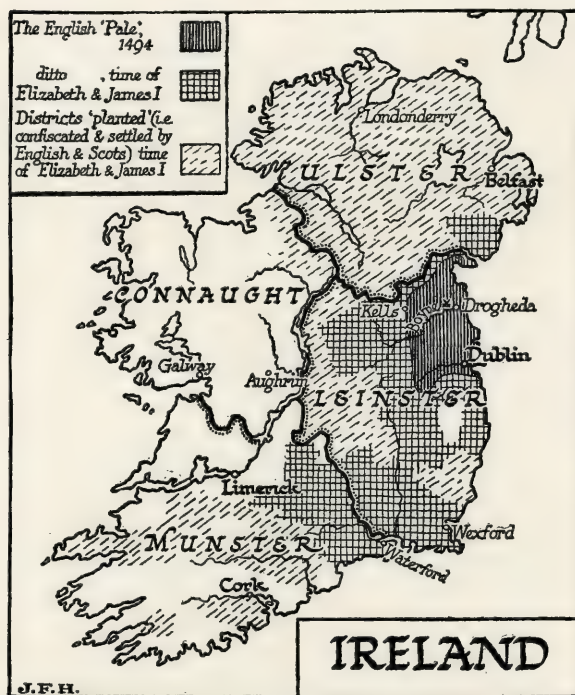 The English 'Pale',
1494
ditto , time of
Elizabeth & James I
Districts 'planted' (i.e.
confiscated & settled by
English & Scots) time
of Elizabeth & James I
Londonderry
ULSTER
Belfast
CONNAUGHT
Kells
Boyne
Drogheda
Galway
Aughrim
Dublin
LEINSTER
Limerick
Wexford
MUNSTER
Waterford
Cork
IRELAND
J.F.H.